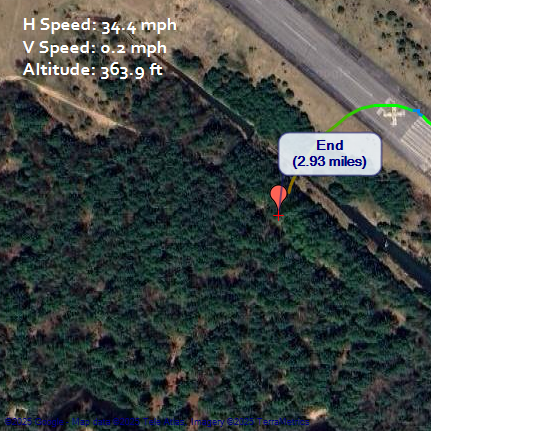 H Speed: 34.4 mph
V Speed: 0.2 mph
Altitude: 363.9 ft
End
(2.93 miles)